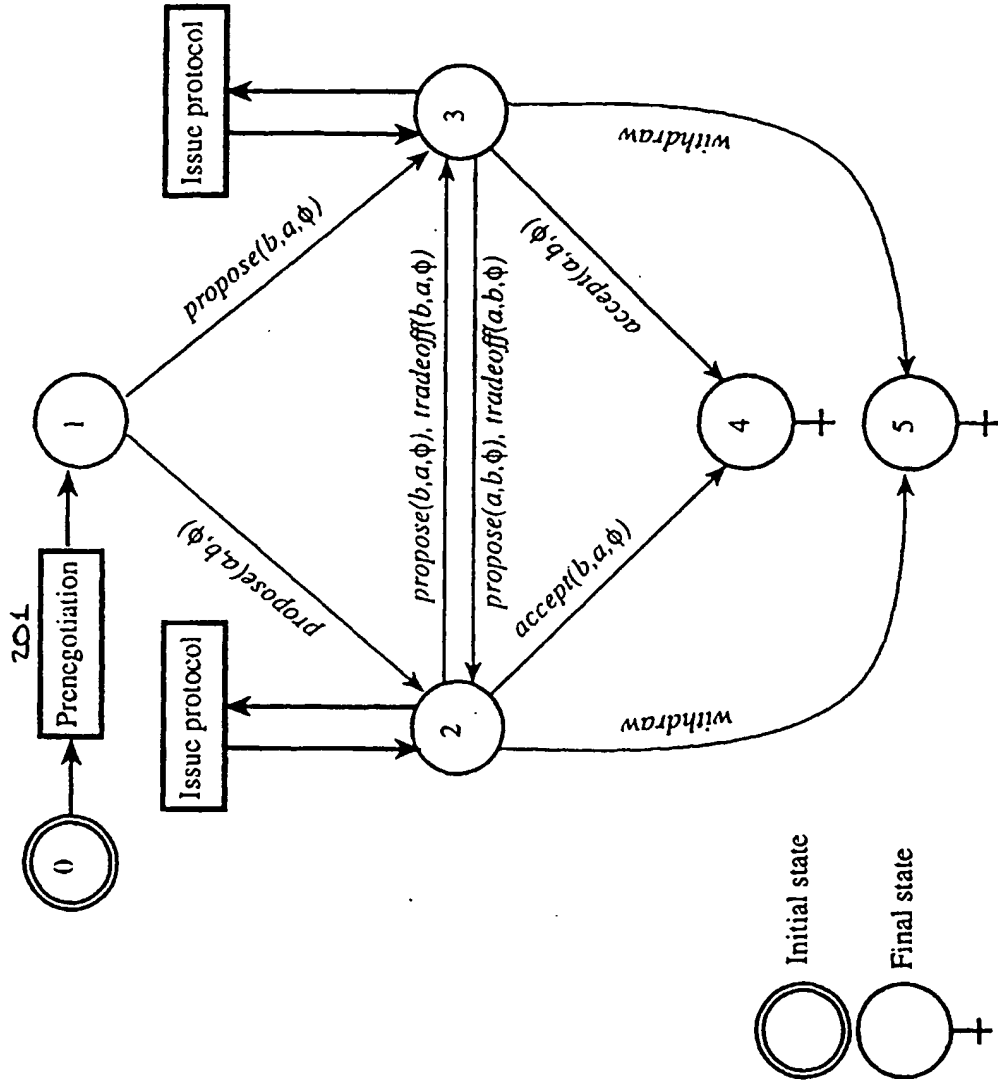 201
0
Prenegotiation
1
Issue protocol
Issue protocol
propose(a,b,ϕ)
propose(b,a,ϕ)
2
3
propose(b,a,ϕ), tradeoff(b,a,ϕ)
propose(a,b,ϕ), tradeoff(a,b,ϕ)
accept(b,a,ϕ)
accept(a,b,ϕ)
withdraw
withdraw
4
5
Initial state
Final state